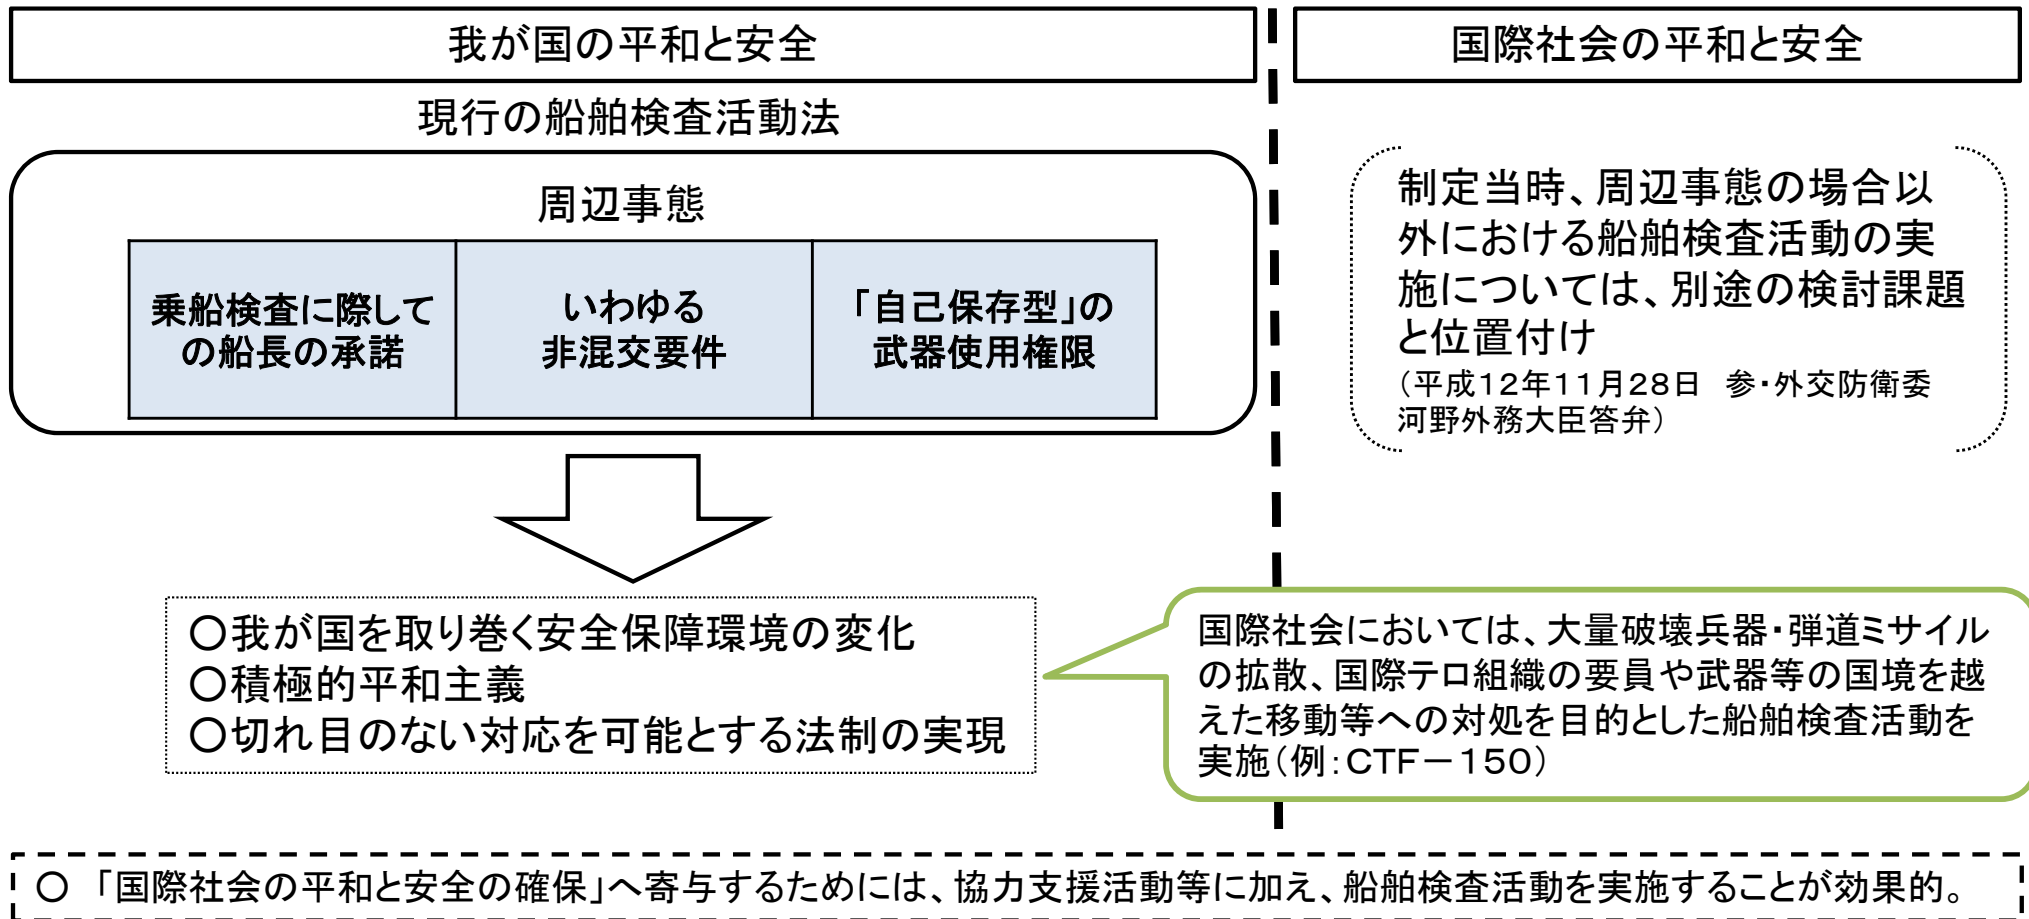 我が国の平和と安全
国際社会の平和と安全
現行の船舶検査活動法
周辺事態
乗船検査に際して
の船長の承諾
いわゆる
非混交要件
「自己保存型」の
武器使用権限
制定当時、周辺事態の場合以
外における船舶検査活動の実
施については、別途の検討課題
と位置付け
（平成12年11月28日　参・外交防衛委
河野外務大臣答弁）
〇我が国を取り巻く安全保障環境の変化
〇積極的平和主義
〇切れ目のない対応を可能とする法制の実現
国際社会においては、大量破壊兵器・弾道ミサイル
の拡散、国際テロ組織の要員や武器等の国境を越
えた移動等への対処を目的とした船舶検査活動を
実施（例：CTF－150）
〇 「国際社会の平和と安全の確保」へ寄与するためには、協力支援活動等に加え、船舶検査活動を実施することが効果的。